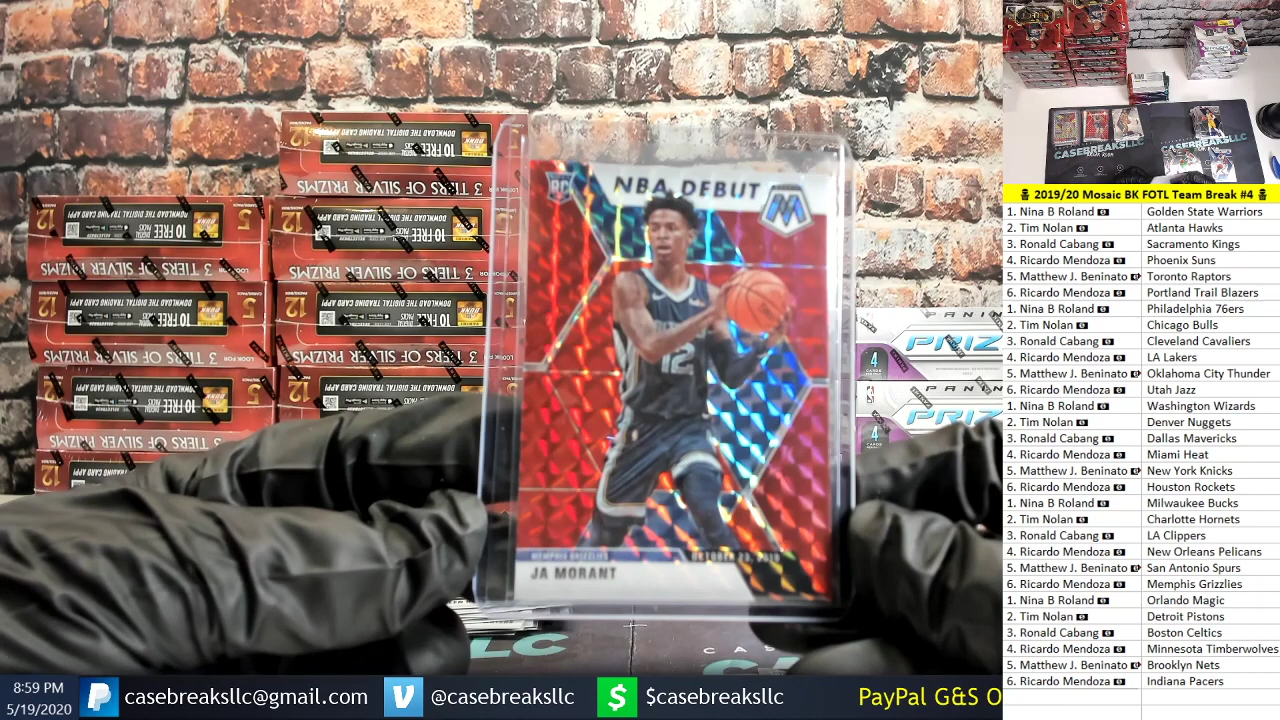 RC
NBA DEBUT
12
MEMPHIS GRIZZLIES
OCTOBER 23, 2019
JA MORANT
10 FREE
DOWNLOAD THE DIGITAL TRADING CARD APP!
3 TIERS OF SILVER PRIZMS
5
12
PANINI
PRIZM
4
PANINI
PRIZM
4
CASEBREAKSLLC
CASEBREAKSLLC
🏀 2019/20 Mosaic BK FOTL Team Break #4 🏀
1. Nina B Roland Golden State Warriors
2. Tim Nolan Atlanta Hawks
3. Ronald Cabang Sacramento Kings
4. Ricardo Mendoza Phoenix Suns
5. Matthew J. Beninato Toronto Raptors
6. Ricardo Mendoza Portland Trail Blazers
1. Nina B Roland Philadelphia 76ers
2. Tim Nolan Chicago Bulls
3. Ronald Cabang Cleveland Cavaliers
4. Ricardo Mendoza LA Lakers
5. Matthew J. Beninato Oklahoma City Thunder
6. Ricardo Mendoza Utah Jazz
1. Nina B Roland Washington Wizards
2. Tim Nolan Denver Nuggets
3. Ronald Cabang Dallas Mavericks
4. Ricardo Mendoza Miami Heat
5. Matthew J. Beninato New York Knicks
6. Ricardo Mendoza Houston Rockets
1. Nina B Roland Milwaukee Bucks
2. Tim Nolan Charlotte Hornets
3. Ronald Cabang LA Clippers
4. Ricardo Mendoza New Orleans Pelicans
5. Matthew J. Beninato San Antonio Spurs
6. Ricardo Mendoza Memphis Grizzlies
1. Nina B Roland Orlando Magic
2. Tim Nolan Detroit Pistons
3. Ronald Cabang Boston Celtics
4. Ricardo Mendoza Minnesota Timberwolves
5. Matthew J. Beninato Brooklyn Nets
6. Ricardo Mendoza Indiana Pacers
8:59 PM
5/19/2020
casebreaksllc@gmail.com
@casebreaksllc
$casebreaksllc
PayPal G&S O